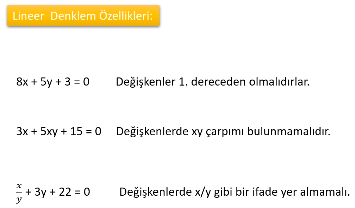 Lineer Denklem Özellikleri:
8x + 5y + 3 = 0 Değişkenler 1. dereceden olmalıdırlar.
3x + 5xy + 15 = 0 Değişkenlerde xy çarpımı bulunmamalıdır.
x/y + 3y + 22 = 0 Değişkenlerde x/y gibi bir ifade yer almamalı.